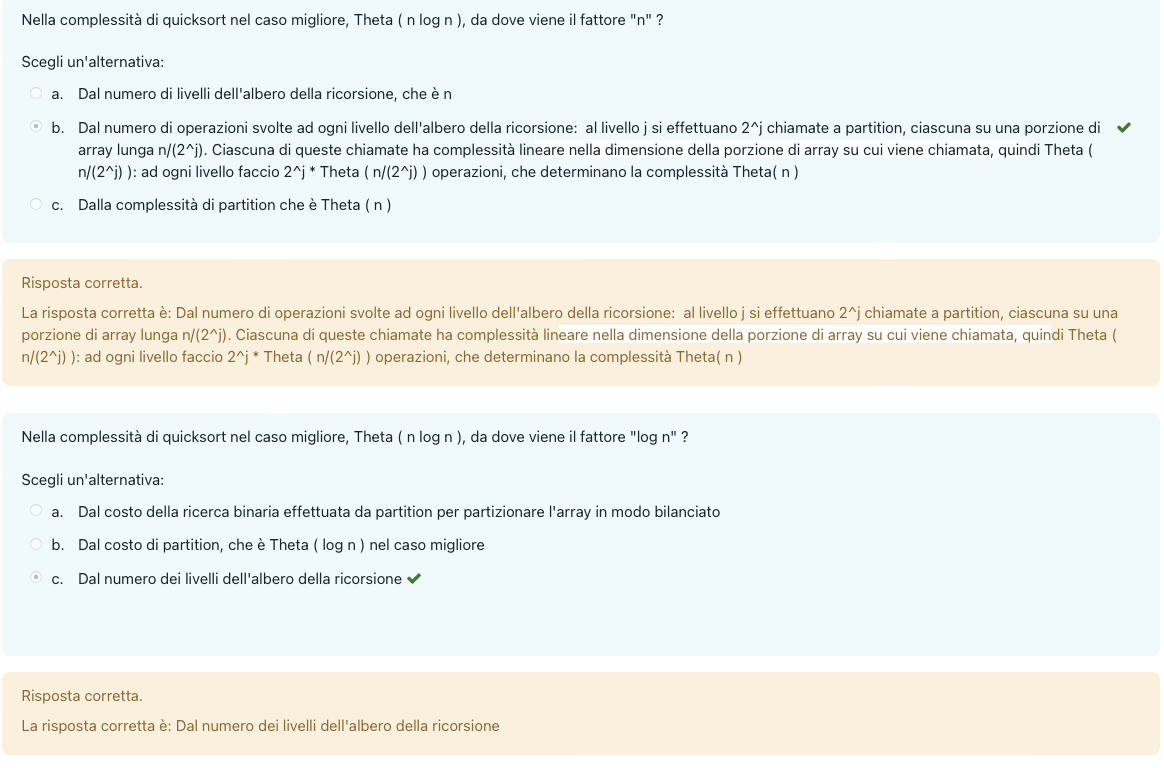 Nella complessità di quicksort nel caso migliore, Theta ( n log n ), da dove viene il fattore "n" ?
Scegli un'alternativa:
a. Dal numero di livelli dell'albero della ricorsione, che è n
b. Dal numero di operazioni svolte ad ogni livello dell'albero della ricorsione:  al livello j si effettuano 2^j chiamate a partition, ciascuna su una porzione di
array lunga n/(2^j). Ciascuna di queste chiamate ha complessità lineare nella dimensione della porzione di array su cui viene chiamata, quindi Theta (
n/(2^j) ): ad ogni livello faccio 2^j * Theta ( n/(2^j) ) operazioni, che determinano la complessità Theta( n )
c. Dalla complessità di partition che è Theta ( n )
Risposta corretta.
La risposta corretta è: Dal numero di operazioni svolte ad ogni livello dell'albero della ricorsione:  al livello j si effettuano 2^j chiamate a partition, ciascuna su una
porzione di array lunga n/(2^j). Ciascuna di queste chiamate ha complessità lineare nella dimensione della porzione di array su cui viene chiamata, quindi Theta (
n/(2^j) ): ad ogni livello faccio 2^j * Theta ( n/(2^j) ) operazioni, che determinano la complessità Theta( n )
Nella complessità di quicksort nel caso migliore, Theta ( n log n ), da dove viene il fattore "log n" ?
Scegli un'alternativa:
a. Dal costo della ricerca binaria effettuata da partition per partizionare l'array in modo bilanciato
b. Dal costo di partition, che è Theta ( log n ) nel caso migliore
c. Dal numero dei livelli dell'albero della ricorsione
Risposta corretta.
La risposta corretta è: Dal numero dei livelli dell'albero della ricorsione